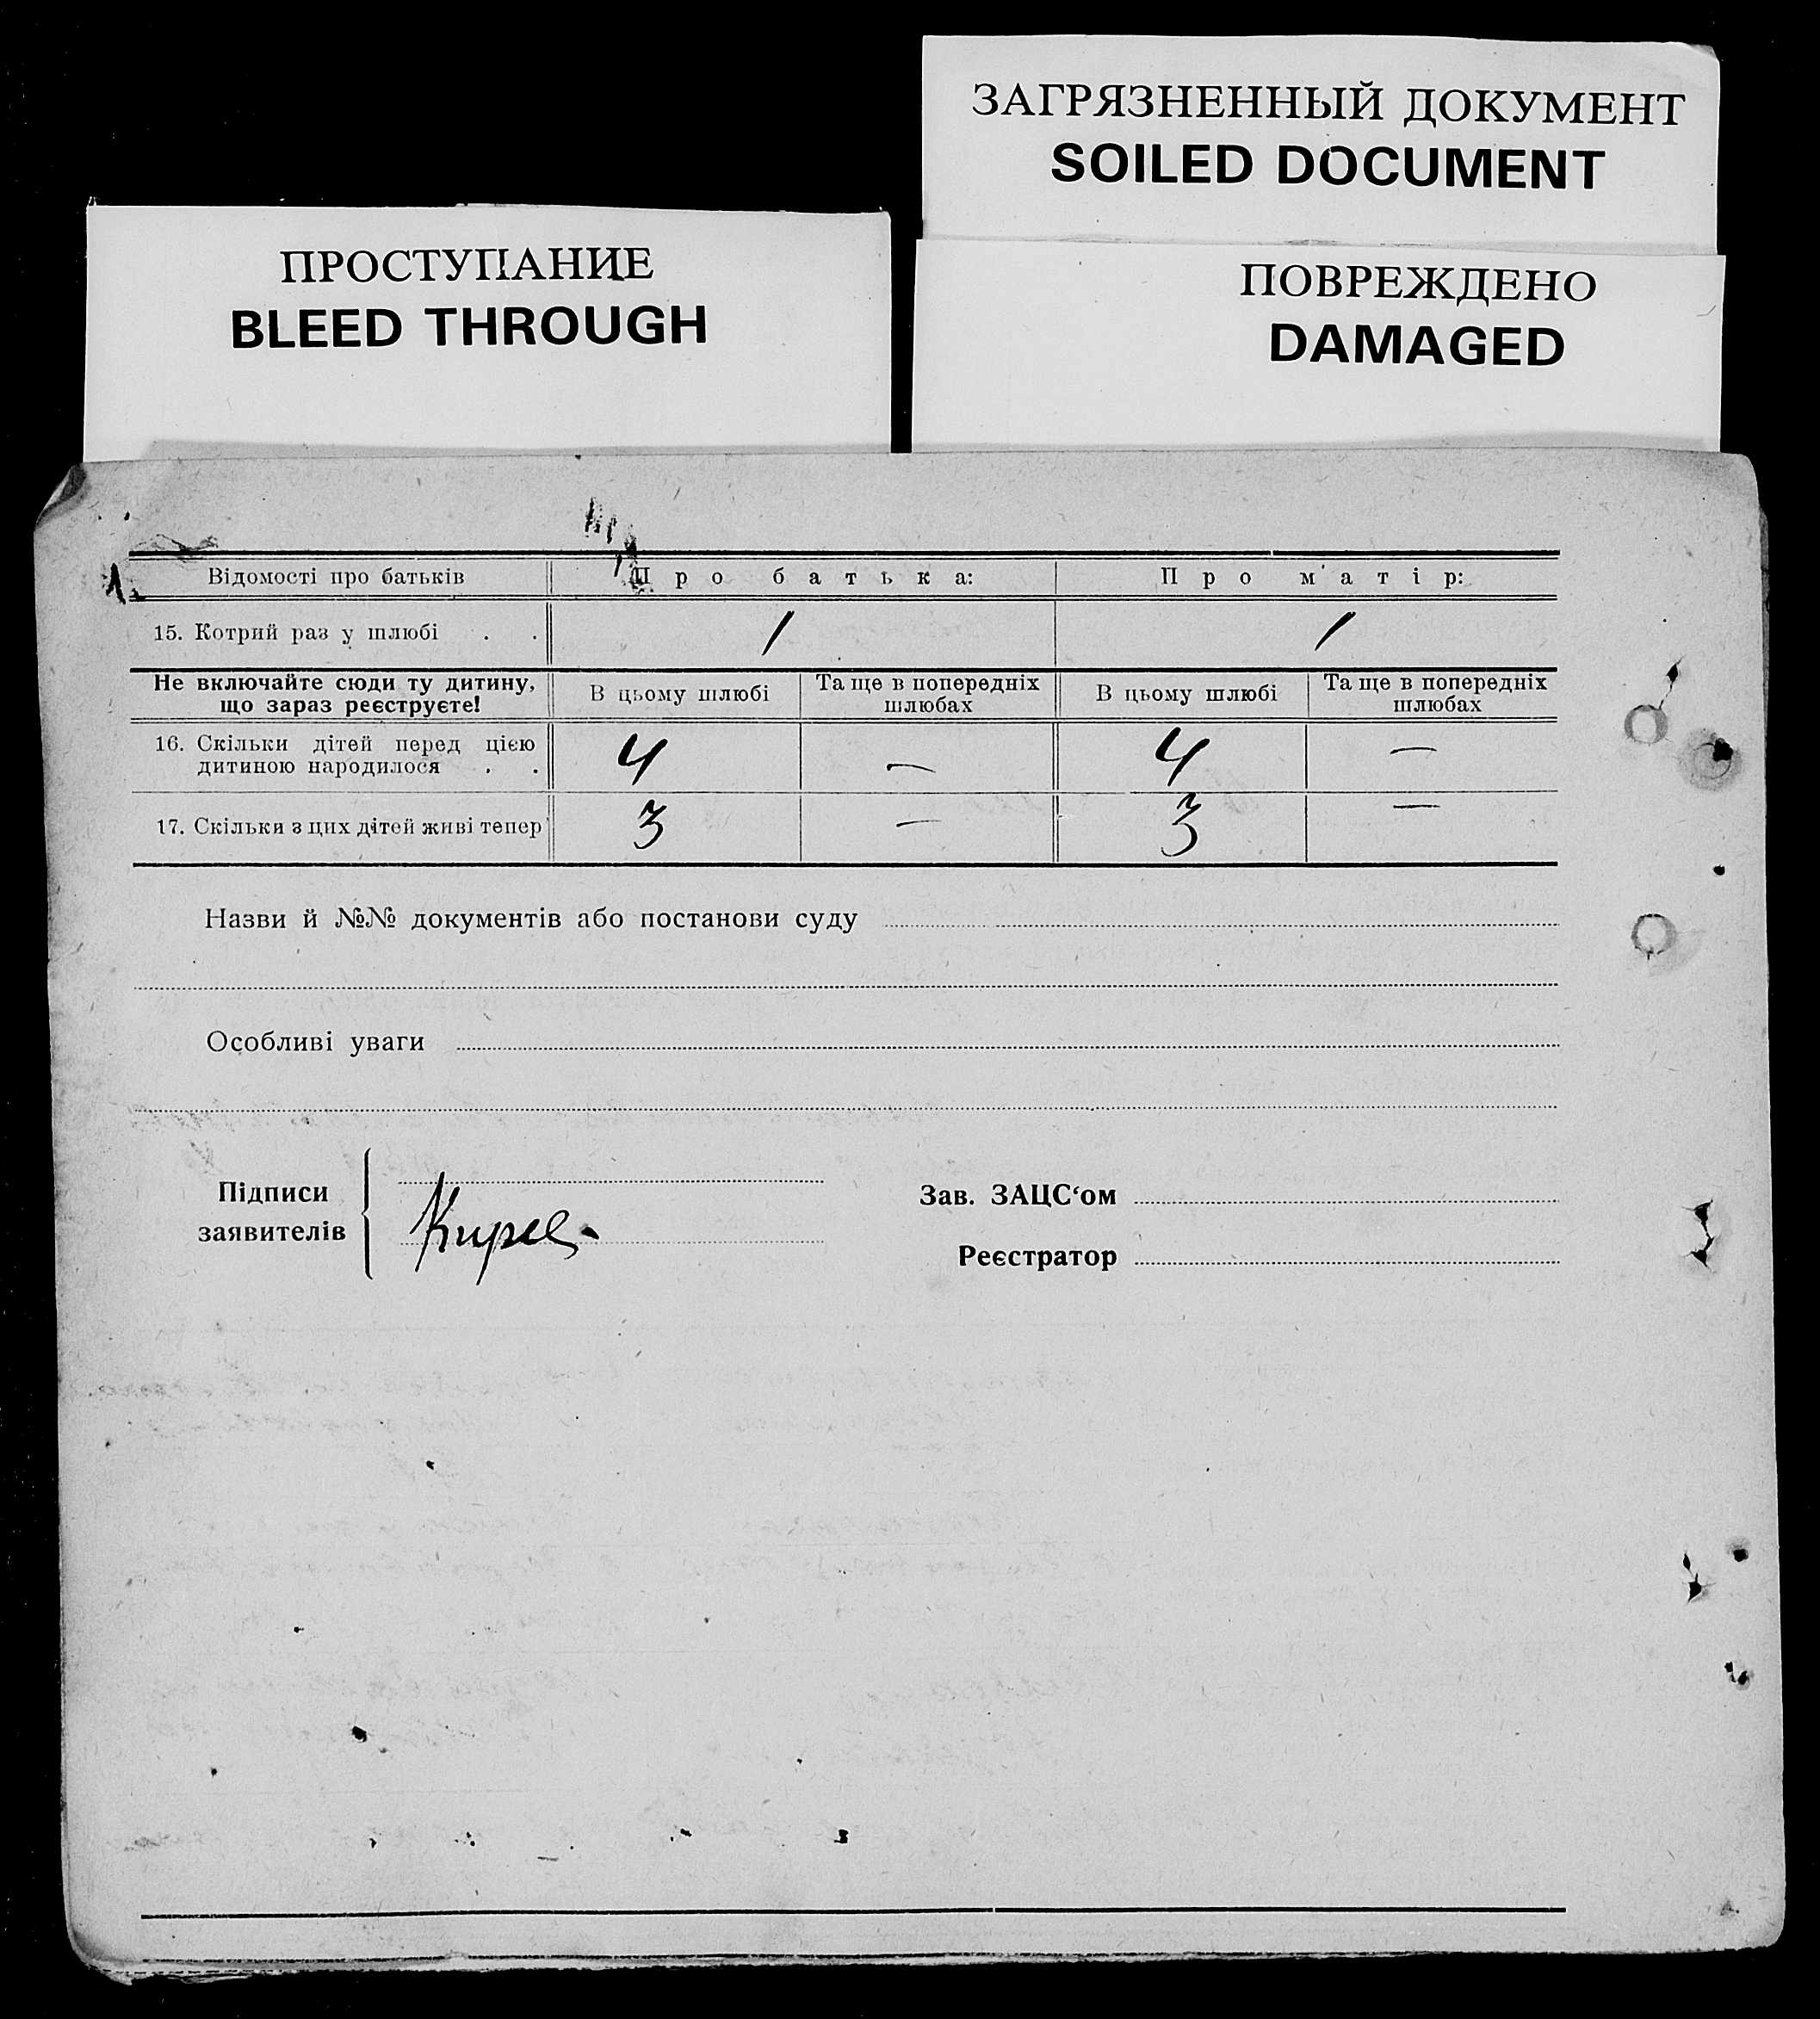 ЗАГРЯЗНЕННЫЙ ДОКУМЕНТ
SOILED DOCUMENT
ПРОСТУПАНИЕ
BLEED THROUGH
ПОВРЕЖДЕНО
DAMAGED
Відомості про батьків Про батька: Про матір:
15. Котрий раз у шлюбі . . 1 1
Не включайте сюди ту дитину,
що зараз реєструєте!
В цьому шлюбі
Та ще в попередніх
шлюбах
В цьому шлюбі
Та ще в попередніх
шлюбах
16. Скільки дітей перед цією
дитиною народилося . . 4 — 4 —
17. Скільки з цих дітей живі тепер 3 — 3 —
Назви й №№ документів або постанови суду
Особливі уваги
Підписи
заявителів
Зав. ЗАЦС‘ом
Реєстратор